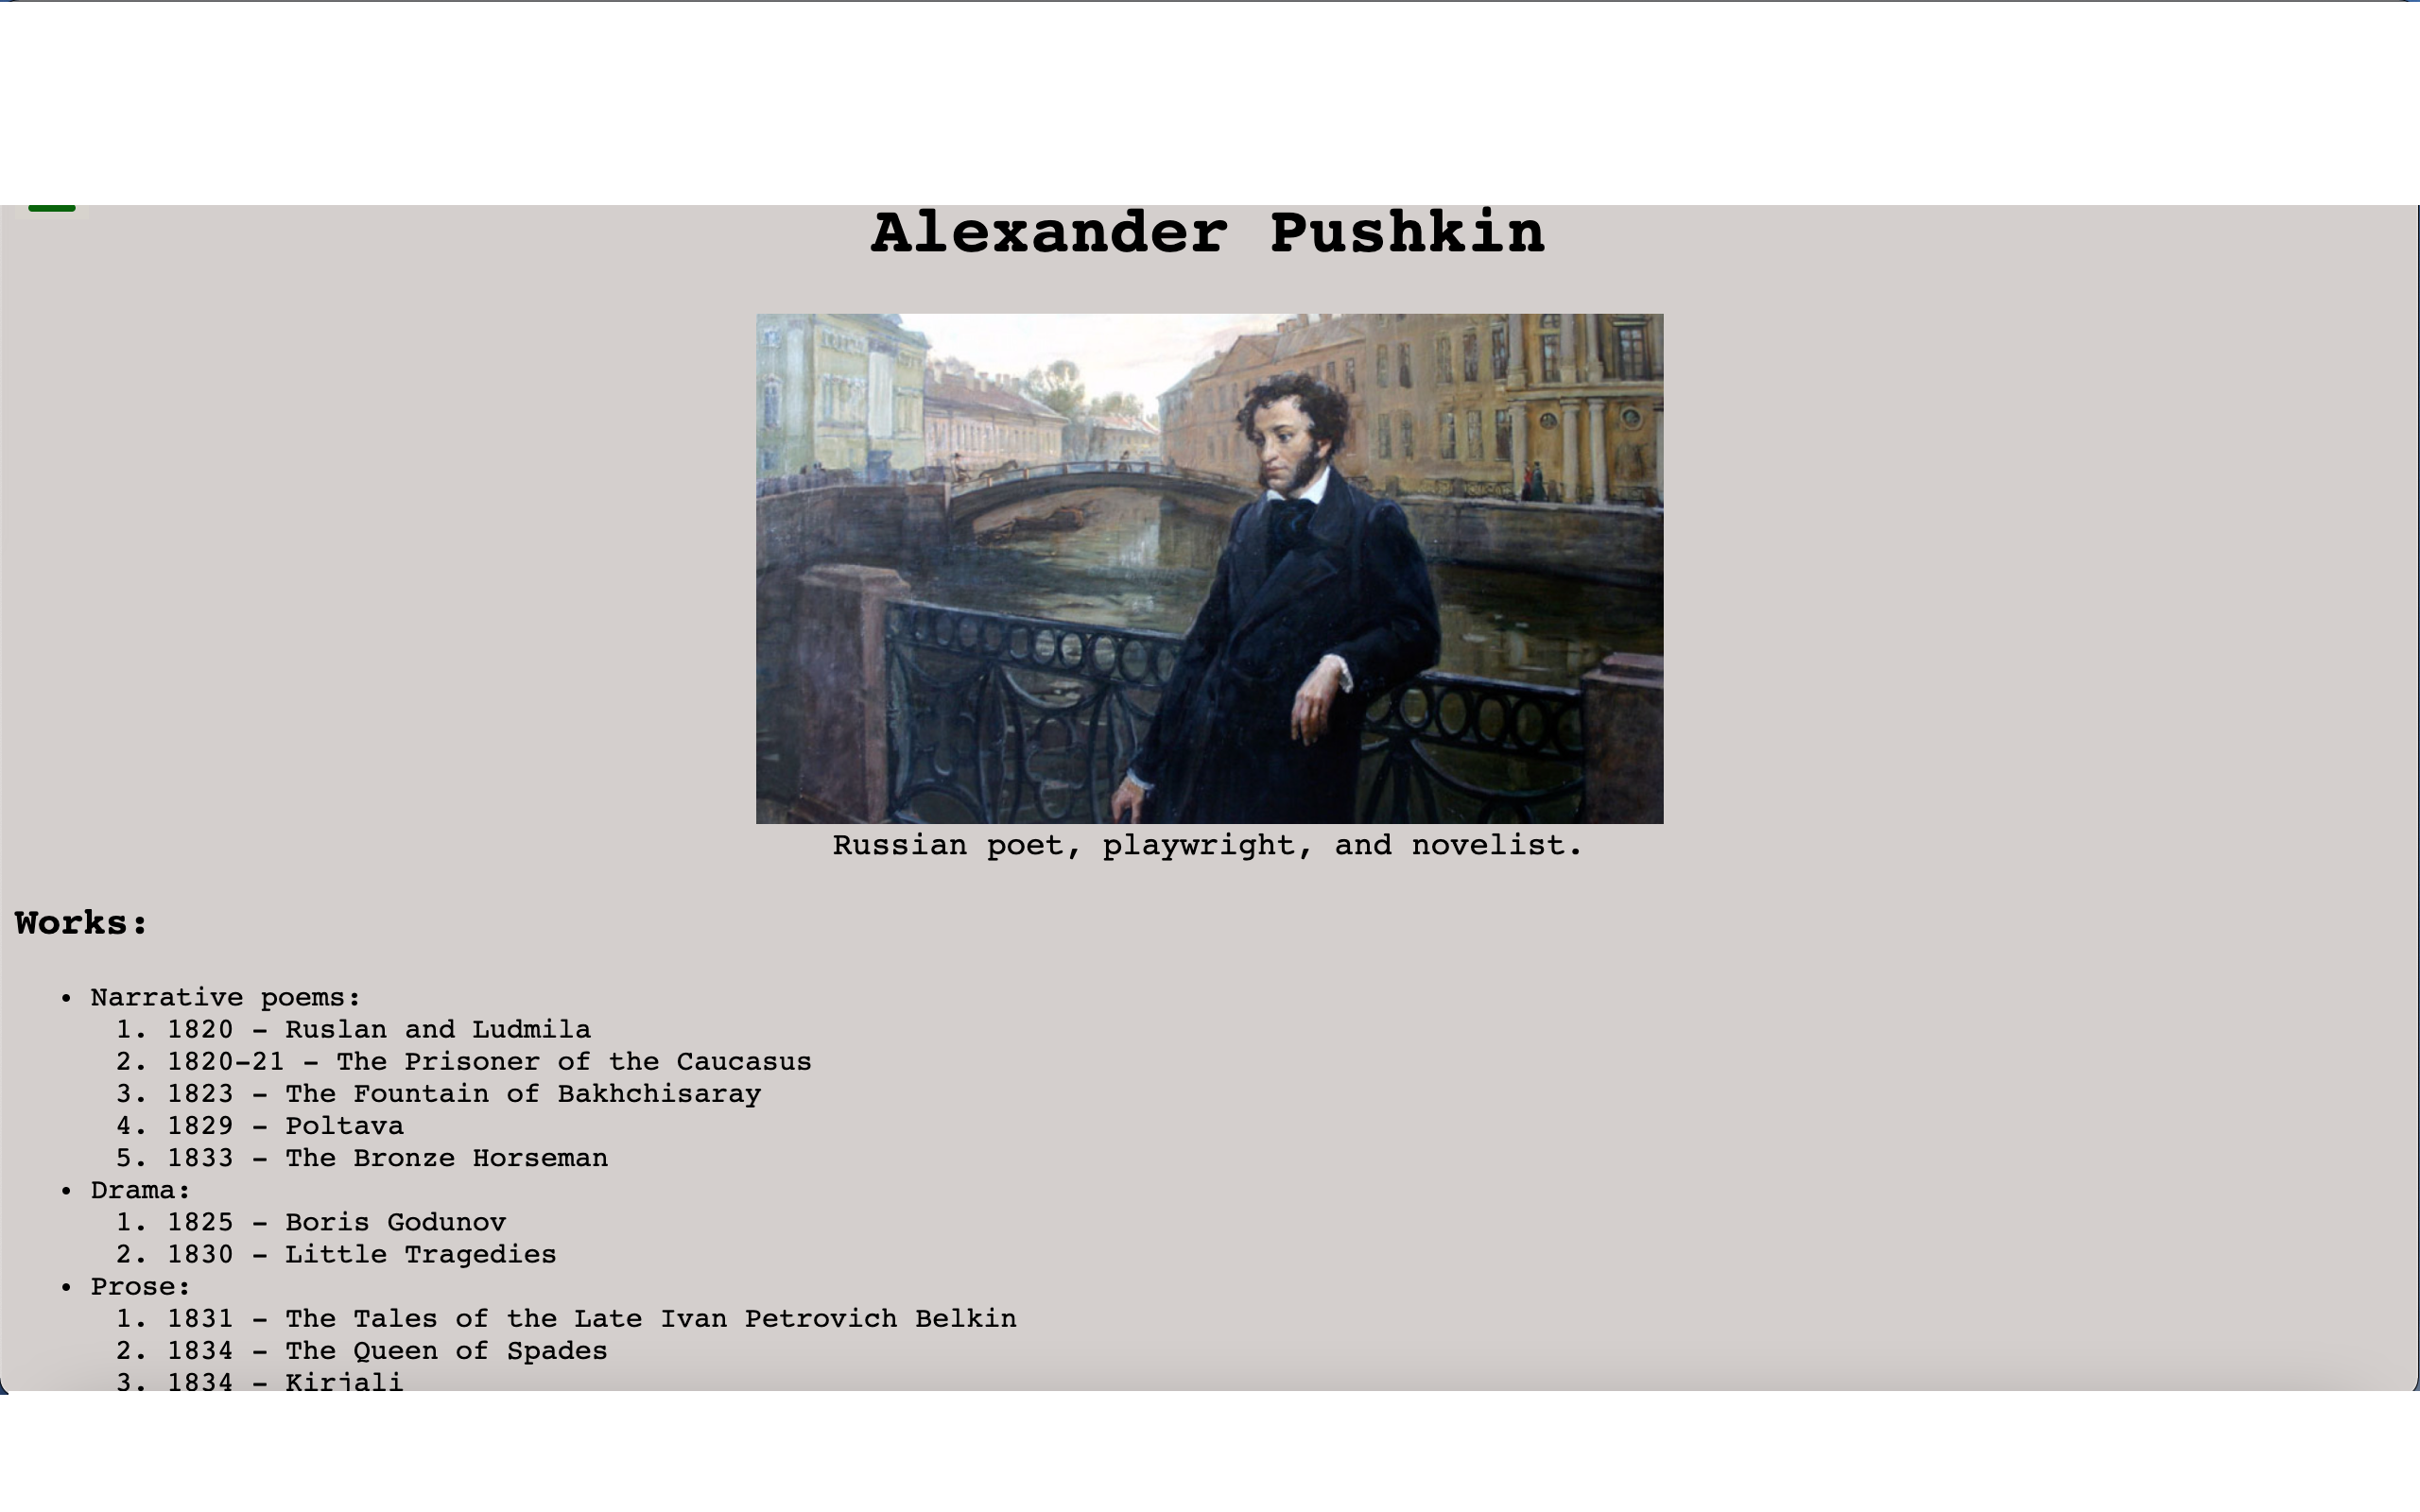 Alexander Pushkin
Russian poet, playwright, and novelist.
Works:
• Narrative poems:
1. 1820 – Ruslan and Ludmila
2. 1820–21 – The Prisoner of the Caucasus
3. 1823 – The Fountain of Bakhchisaray
4. 1829 – Poltava
5. 1833 – The Bronze Horseman
• Drama:
1. 1825 – Boris Godunov
2. 1830 – Little Tragedies
• Prose:
1. 1831 – The Tales of the Late Ivan Petrovich Belkin
2. 1834 – The Queen of Spades
3. 1834 – Kirjali